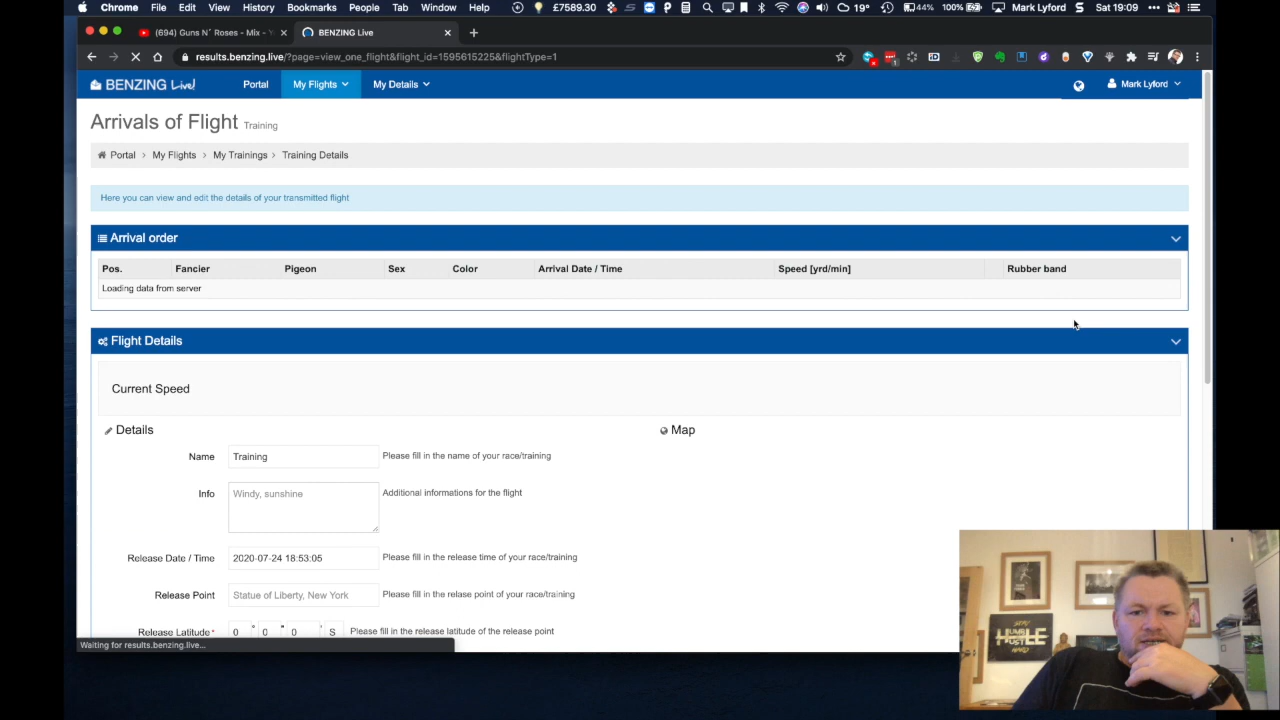 Chrome File Edit View History Bookmarks People Tab Window Help £7589.30 19° 44% 100% Mark Lyford Sat 19:09
(694) Guns N' Roses - Mix - Y BENZING Live
results.benzing.live/?page=view_one_flight&flight_id=1595615225&flightType=1
BENZING Live! Portal My Flights My Details Mark Lyford
Arrivals of Flight Training
Portal > My Flights > My Trainings > Training Details
Here you can view and edit the details of your transmitted flight
Arrival order
Pos. Fancier Pigeon Sex Color Arrival Date / Time Speed [yrd/min] Rubber band
Loading data from server
Flight Details
Current Speed
Details Map
Name Training Please fill in the name of your race/training
Info Windy, sunshine Additional informations for the flight
Release Date / Time 2020-07-24 18:53:05 Please fill in the release time of your race/training
Release Point Statue of Liberty, New York Please fill in the relase point of your race/training
Release Latitude* 0 ° 0 " 0 ' S Please fill in the release latitude of the release point
Waiting for results.benzing.live...
STAY
HUMBLE
HUSTLE
HARD